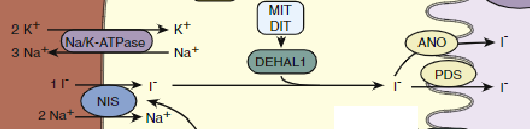 MIT
DIT
2 K⁺ K⁺
Na/K-ATPase
3 Na⁺ Na⁺
DEHAL1
ANO I⁻
PDS
1 I⁻ I⁻ I⁻ I⁻
NIS
2 Na⁺ Na⁺